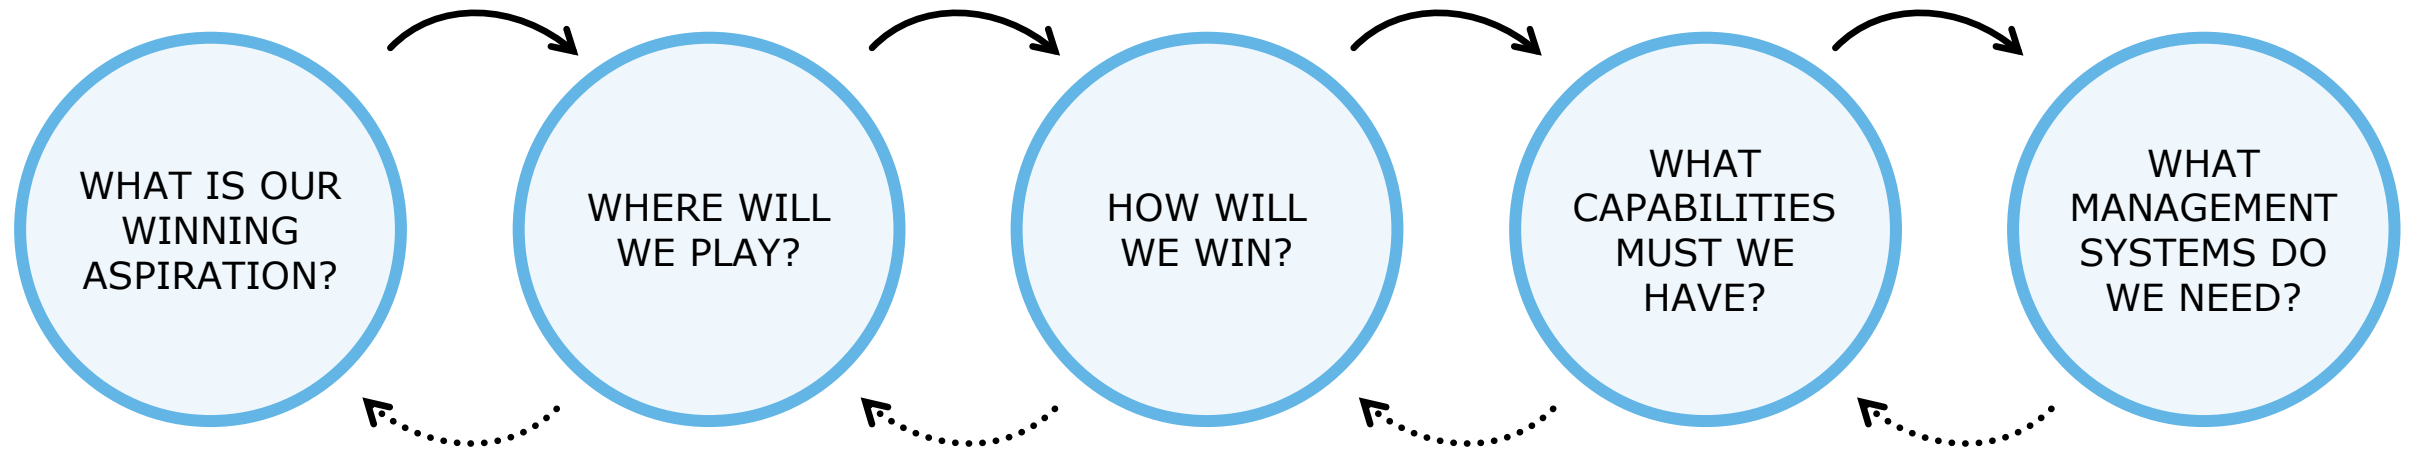 WHAT IS OUR
WINNING
ASPIRATION?
WHERE WILL
WE PLAY?
HOW WILL
WE WIN?
WHAT
CAPABILITIES
MUST WE
HAVE?
WHAT
MANAGEMENT
SYSTEMS DO
WE NEED?